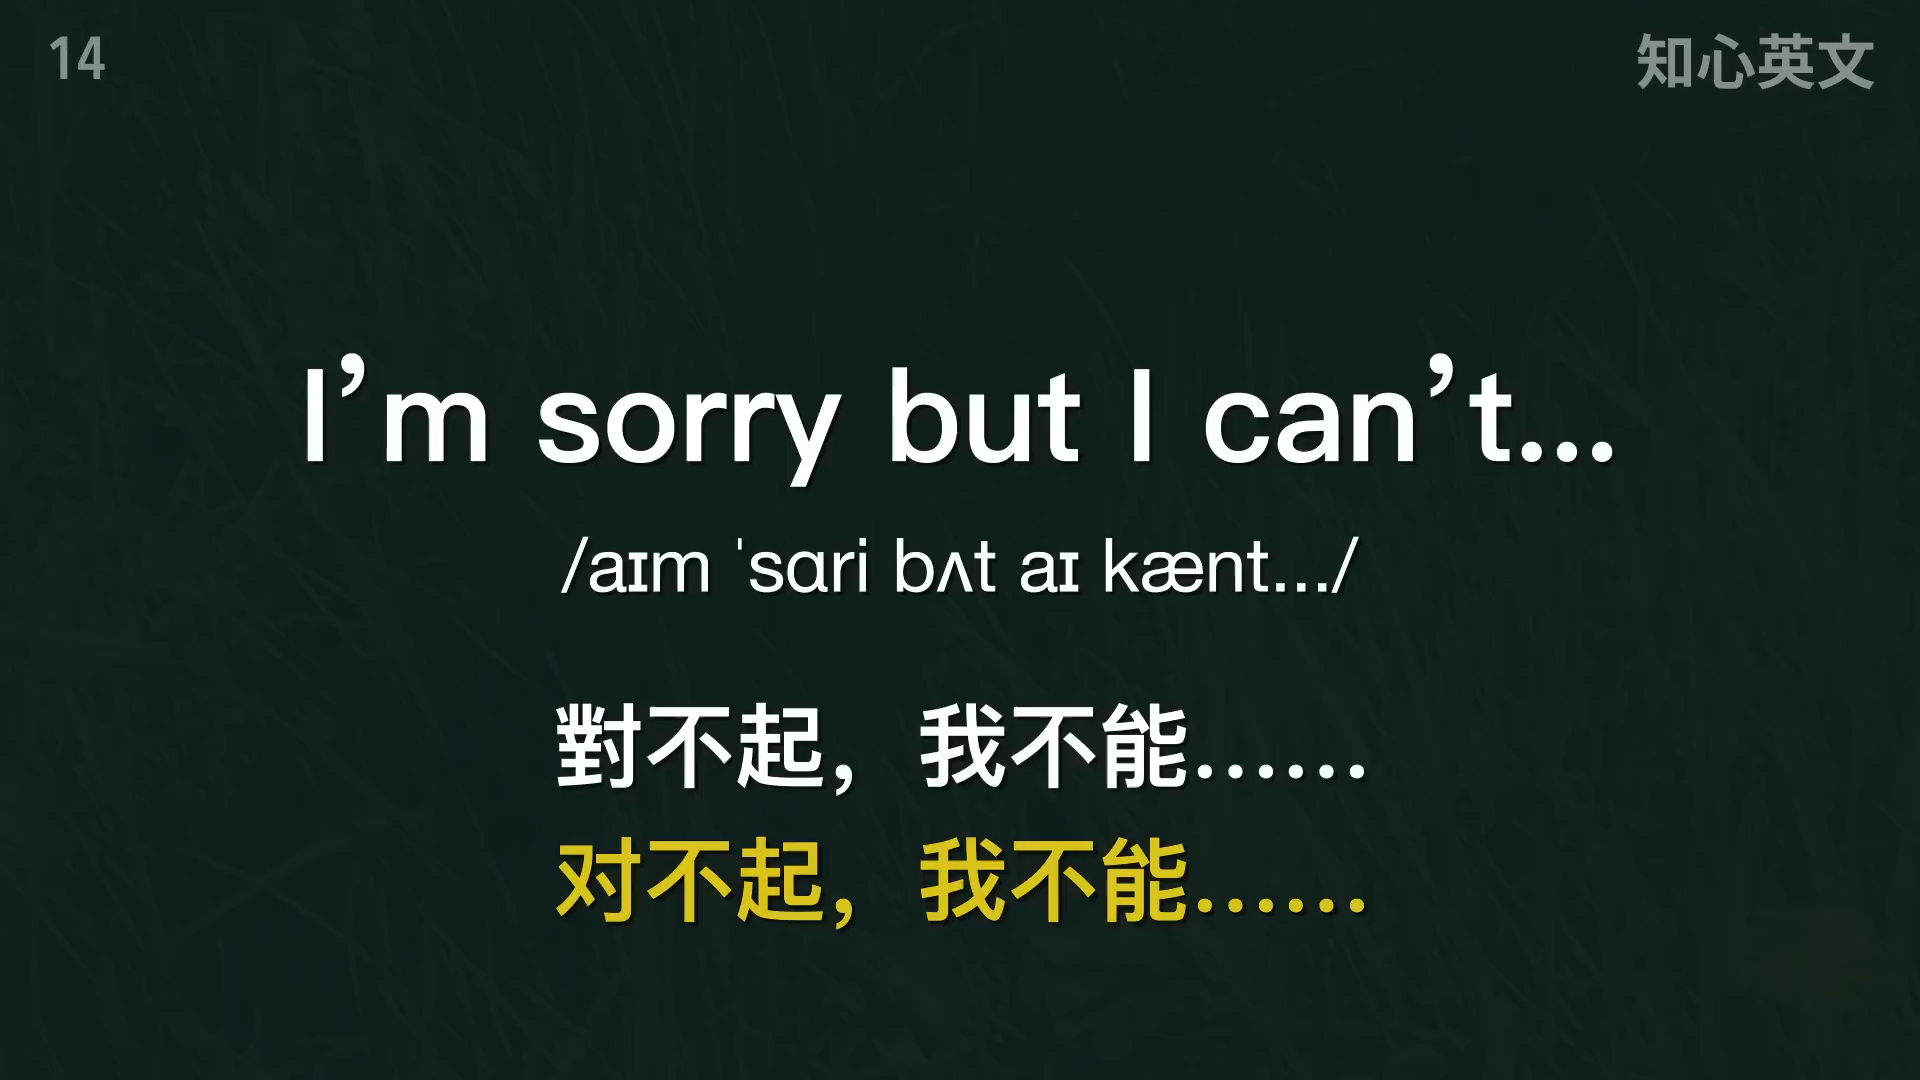 14
知心英文
I’m sorry but I can’t...
/aɪm ˈsɑri bʌt aɪ kænt.../
對不起，我不能……
对不起，我不能……